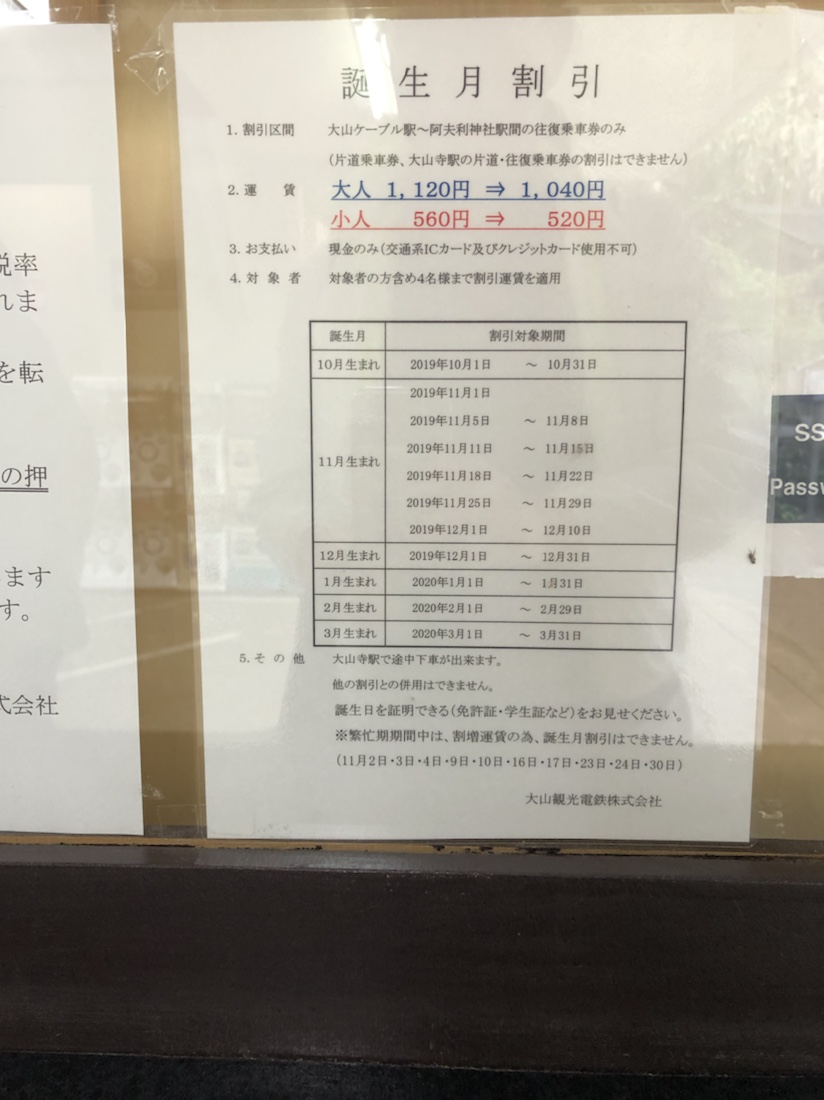 誕生月割引
1. 割引区間 大山ケーブル駅～阿夫利神社駅間の往復乗車券のみ
(片道乗車券、大山寺駅の片道・往復乗車券の割引はできません)
2. 運賃 大人 1,120円 ⇒ 1,040円
小人 560円 ⇒ 520円
3. お支払い 現金のみ(交通系ICカード及びクレジットカード使用不可)
4. 対象者 対象者の方含め4名様まで割引運賃を適用
誕生月 割引対象期間
10月生まれ 2019年10月1日 ～ 10月31日
11月生まれ 2019年11月1日
2019年11月5日 ～ 11月8日
2019年11月11日 ～ 11月15日
2019年11月18日 ～ 11月22日
2019年11月25日 ～ 11月29日
2019年12月1日 ～ 12月10日
12月生まれ 2019年12月1日 ～ 12月31日
1月生まれ 2020年1月1日 ～ 1月31日
2月生まれ 2020年2月1日 ～ 2月29日
3月生まれ 2020年3月1日 ～ 3月31日
5. その他 大山寺駅で途中下車が出来ます。
他の割引との併用はできません。
誕生日を証明できる(免許証・学生証など)をお見せください。
※繁忙期期間中は、割増運賃の為、誕生月割引はできません。
(11月2日・3日・4日・9日・10日・16日・17日・23日・24日・30日)
大山観光電鉄株式会社
税率
れま
を転
の押
ます
す。
式会社
SS
Passw